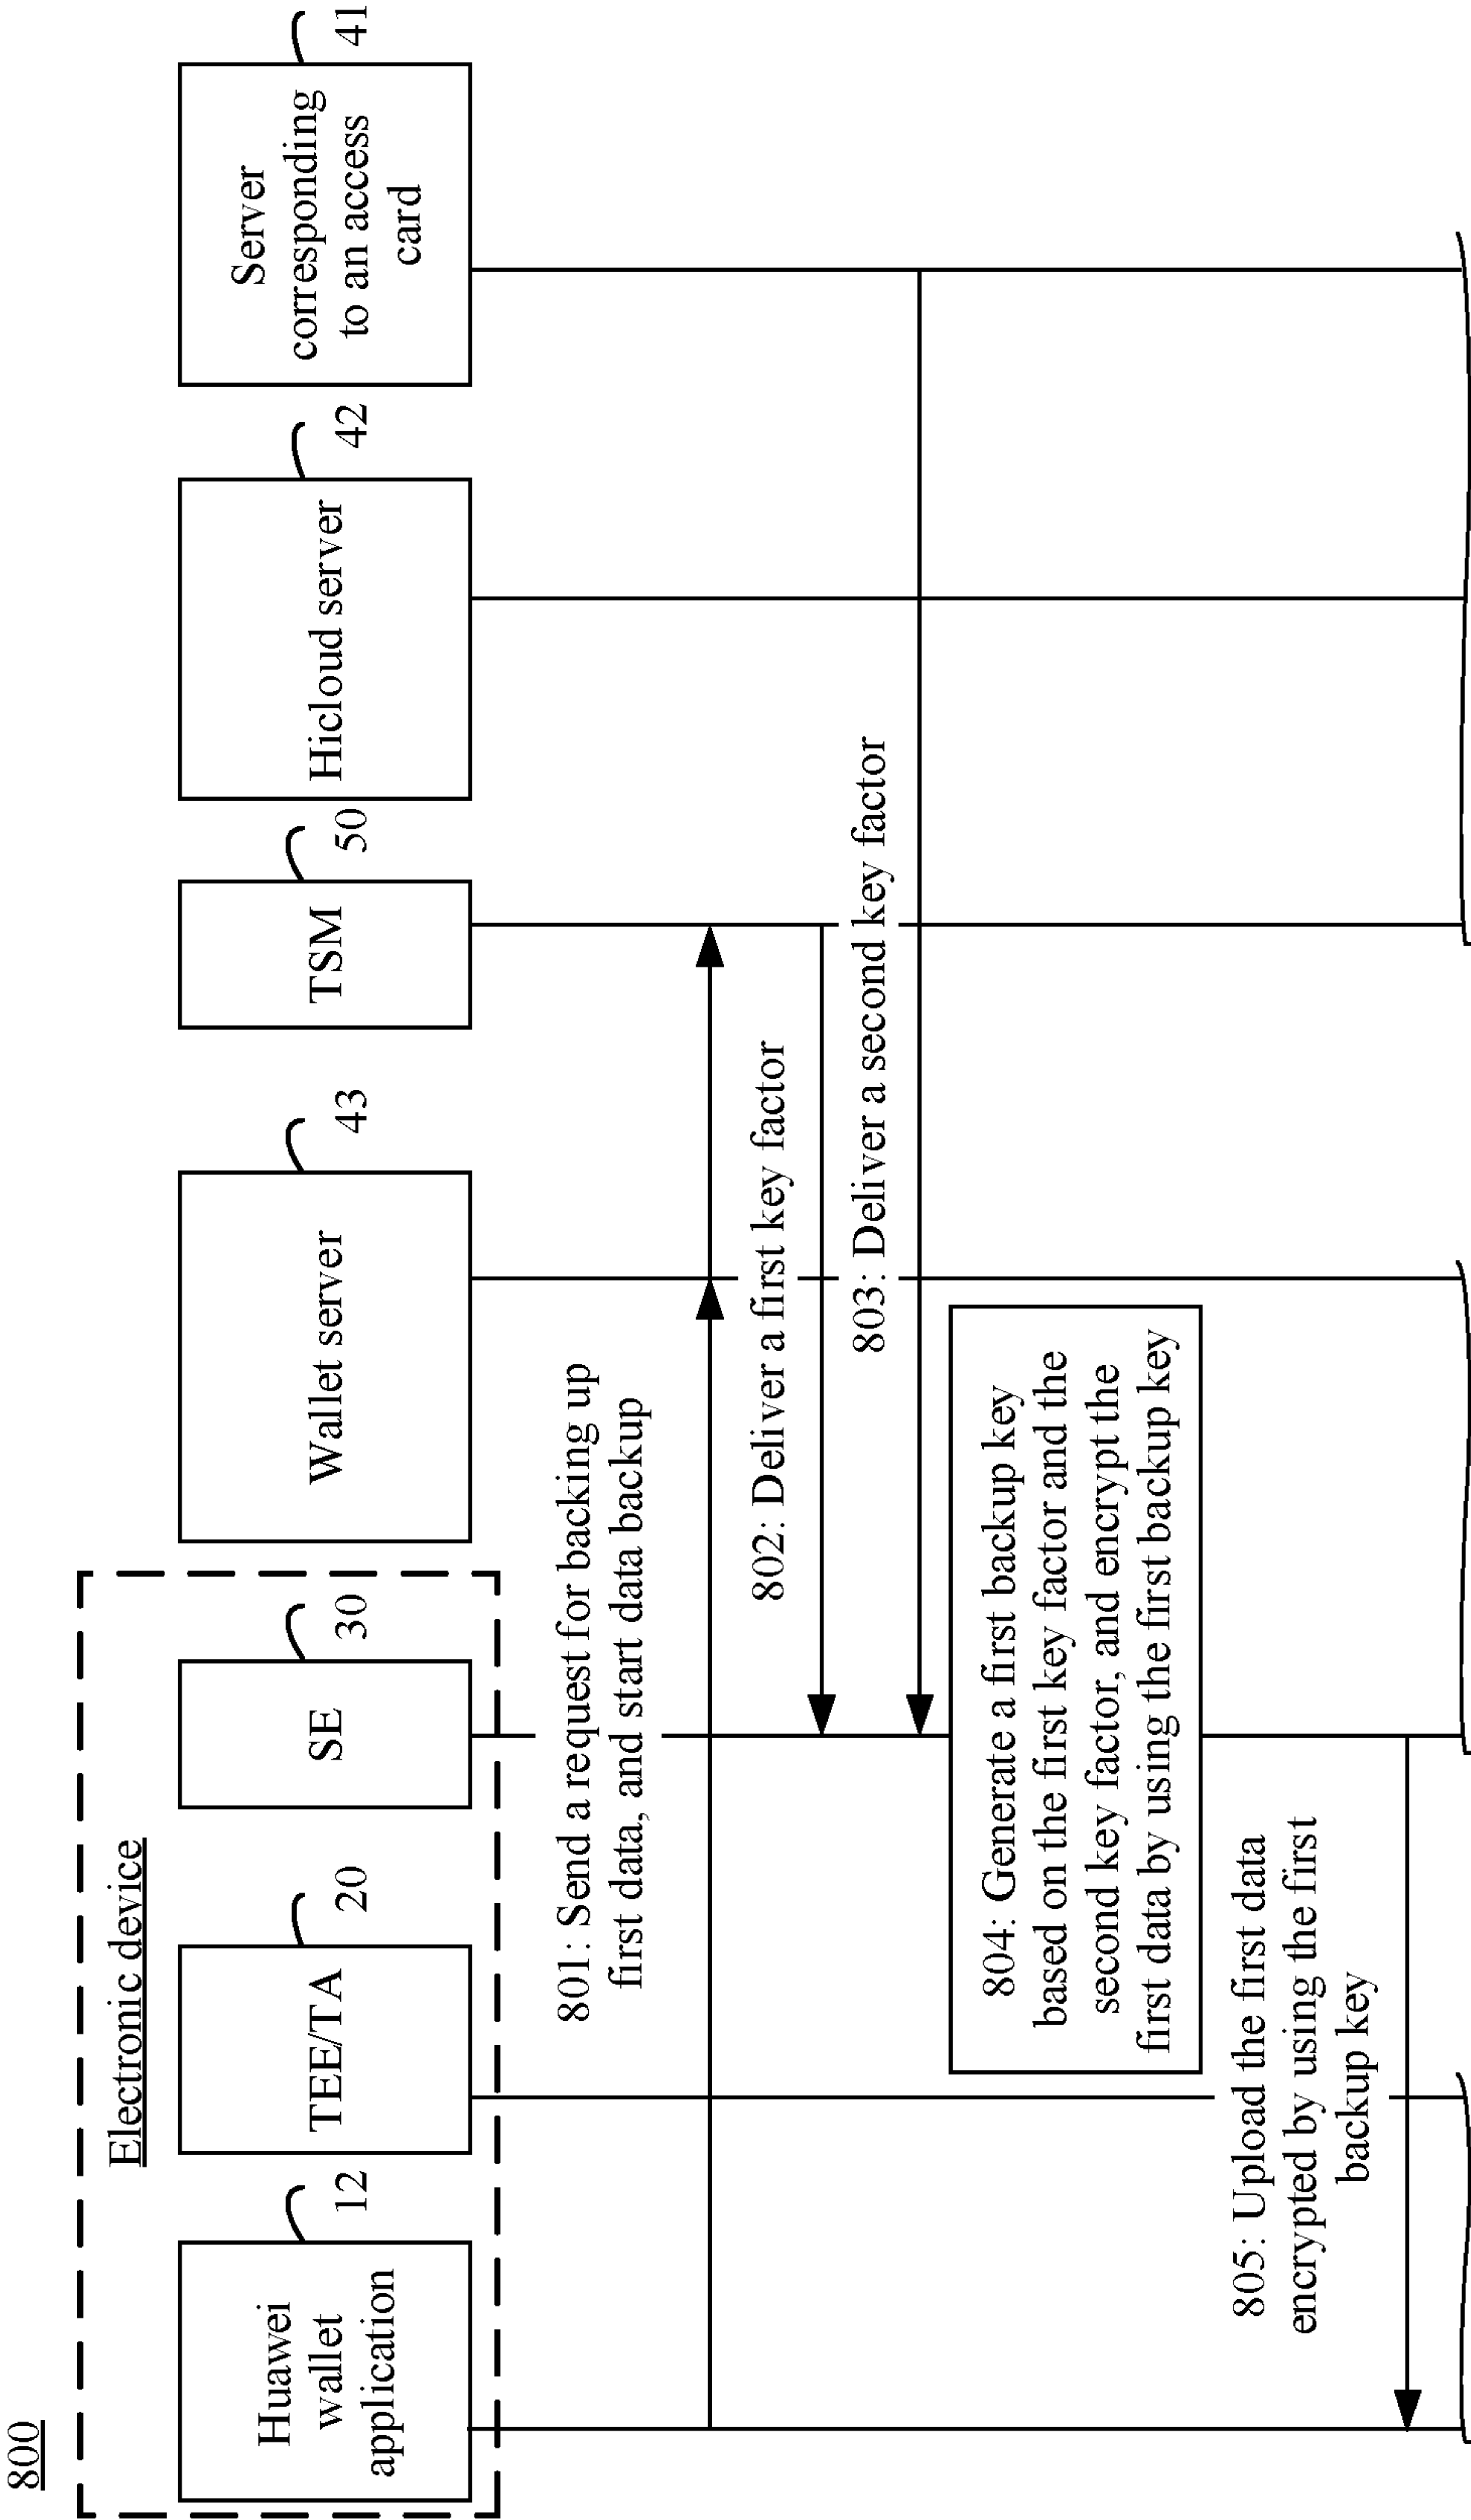 800
Electronic device
12
20
30
43
50
42
41
Huawei
wallet
application
TEE/TA
SE
Wallet server
TSM
Hicloud server
Server
corresponding
to an access
card
801: Send a request for backing up
first data, and start data backup
802: Deliver a first key factor
803: Deliver a second key factor
804: Generate a first backup key
based on the first key factor and the
second key factor, and encrypt the
first data by using the first backup key
805: Upload the first data
encrypted by using the first
backup key